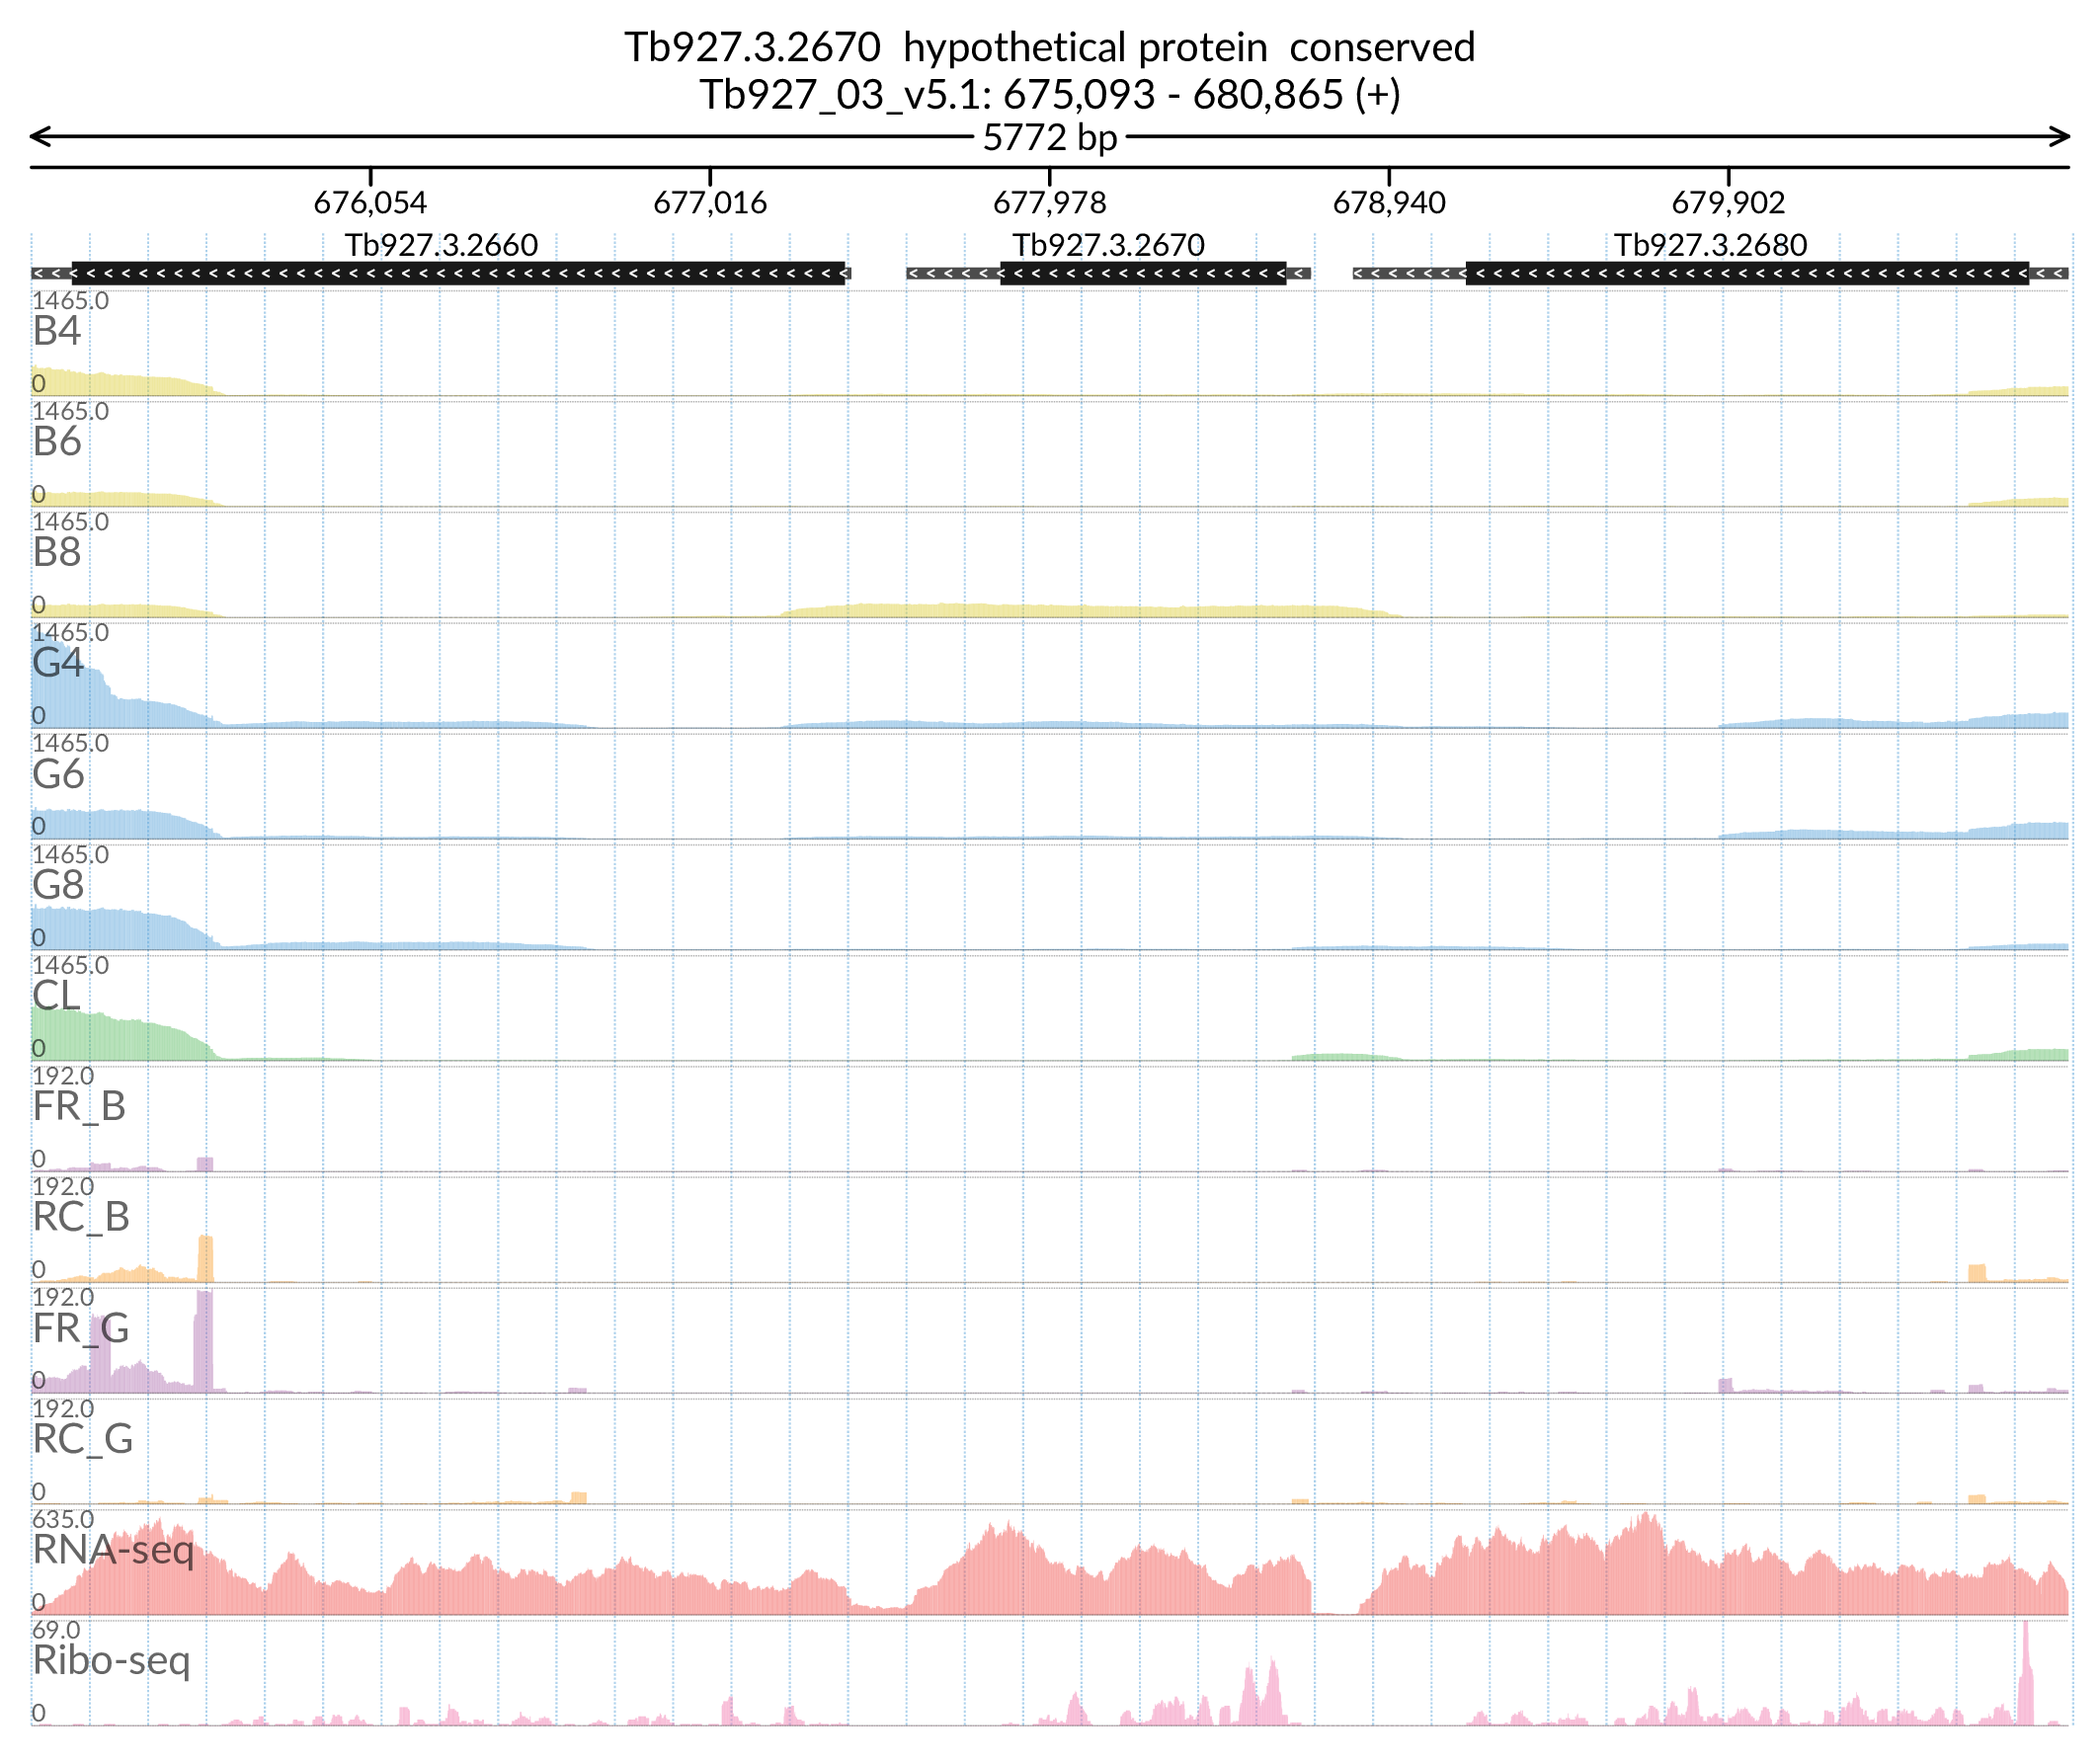 Tb927.3.2670  hypothetical protein  conserved
Tb927_03_v5.1: 675,093 - 680,865 (+)
5772 bp
676,054 677,016 677,978 678,940 679,902
Tb927.3.2660 Tb927.3.2670 Tb927.3.2680
1465.0
B4
0
1465.0
B6
0
1465.0
B8
0
1465.0
G4
0
1465.0
G6
0
1465.0
G8
0
1465.0
CL
0
192.0
FR_B
0
192.0
RC_B
0
192.0
FR_G
0
192.0
RC_G
0
635.0
RNA-seq
0
69.0
Ribo-seq
0